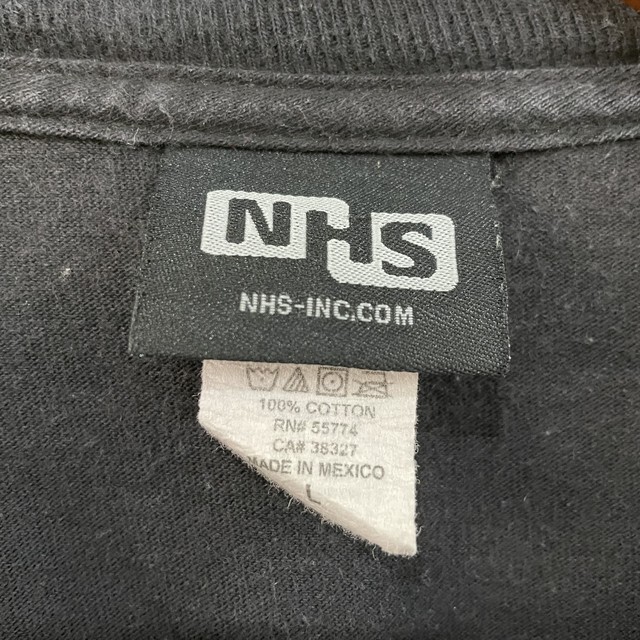 NHS
NHS-INC.COM
100% COTTON
RN# 55774
CA# 38327
MADE IN MEXICO
L